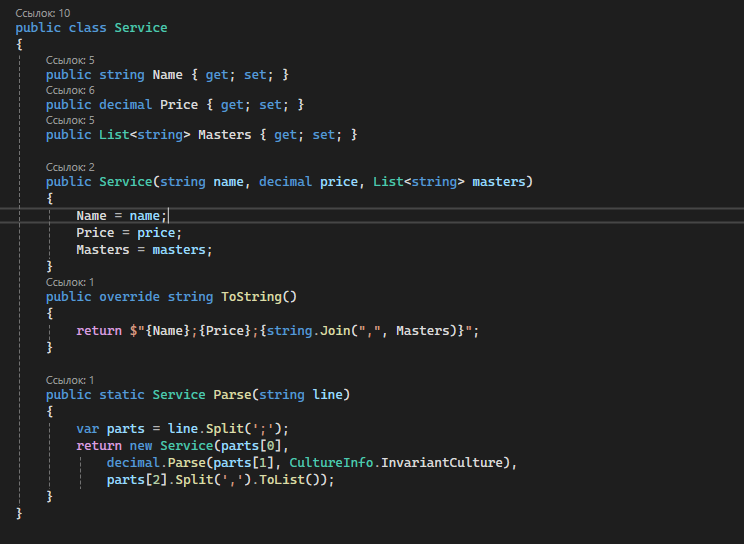 Ссылок: 10
public class Service
{
Ссылок: 5
public string Name { get; set; }
Ссылок: 6
public decimal Price { get; set; }
Ссылок: 5
public List<string> Masters { get; set; }
Ссылок: 2
public Service(string name, decimal price, List<string> masters)
{
Name = name;
Price = price;
Masters = masters;
}
Ссылок: 1
public override string ToString()
{
return $"{Name};{Price};{string.Join(",", Masters)}";
}
Ссылок: 1
public static Service Parse(string line)
{
var parts = line.Split(';');
return new Service(parts[0],
decimal.Parse(parts[1], CultureInfo.InvariantCulture),
parts[2].Split(',').ToList());
}
}